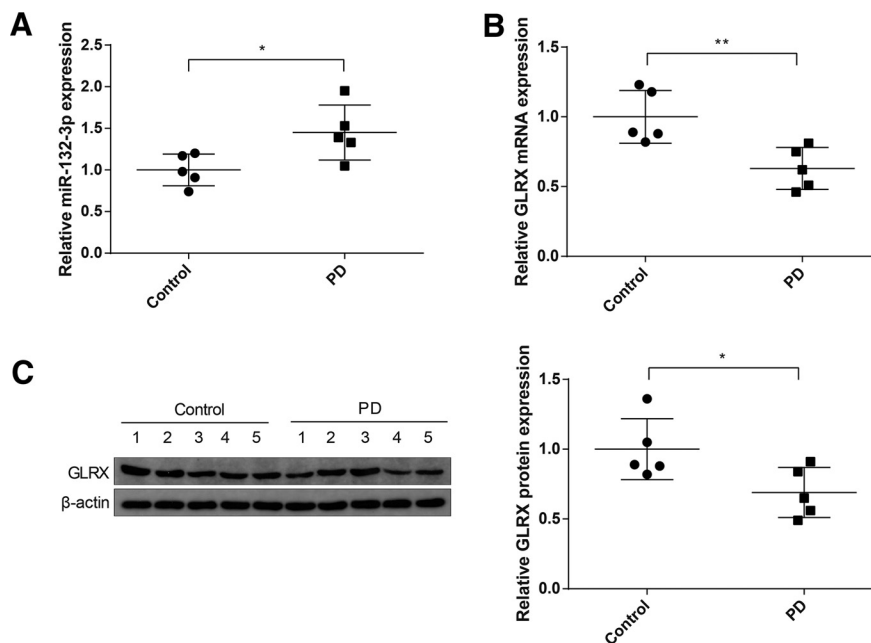 A
Relative miR-132-3p expression
2.5
2.0
1.5
1.0
0.5
0.0
*
Control
PD
B
Relative GLRX mRNA expression
1.5
1.0
0.5
0.0
**
Control
PD
C
Control PD
1 2 3 4 5 1 2 3 4 5
GLRX
β-actin
Relative GLRX protein expression
1.5
1.0
0.5
0.0
*
Control
PD